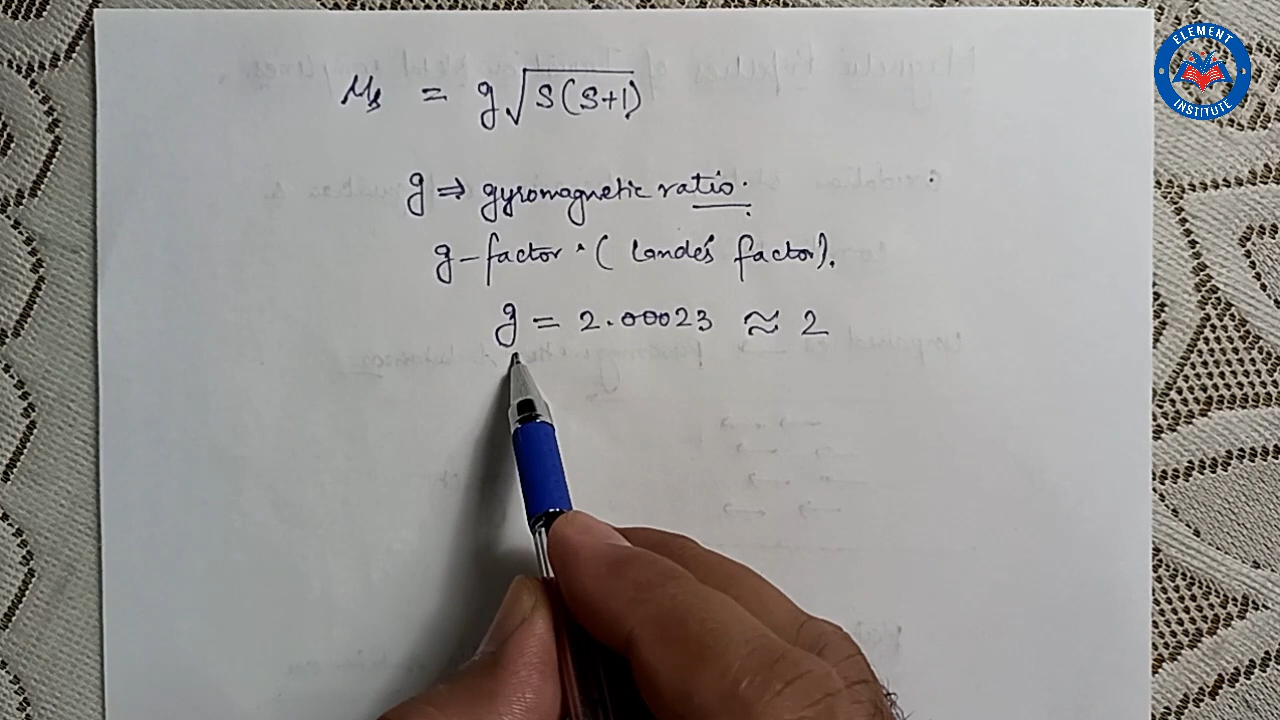 μs = g√S(S+1)
g ⇒ gyromagnetic ratio.
g-factor. (Lande's factor).
g = 2.00023 ≈ 2
ELEMENT
INSTITUTE